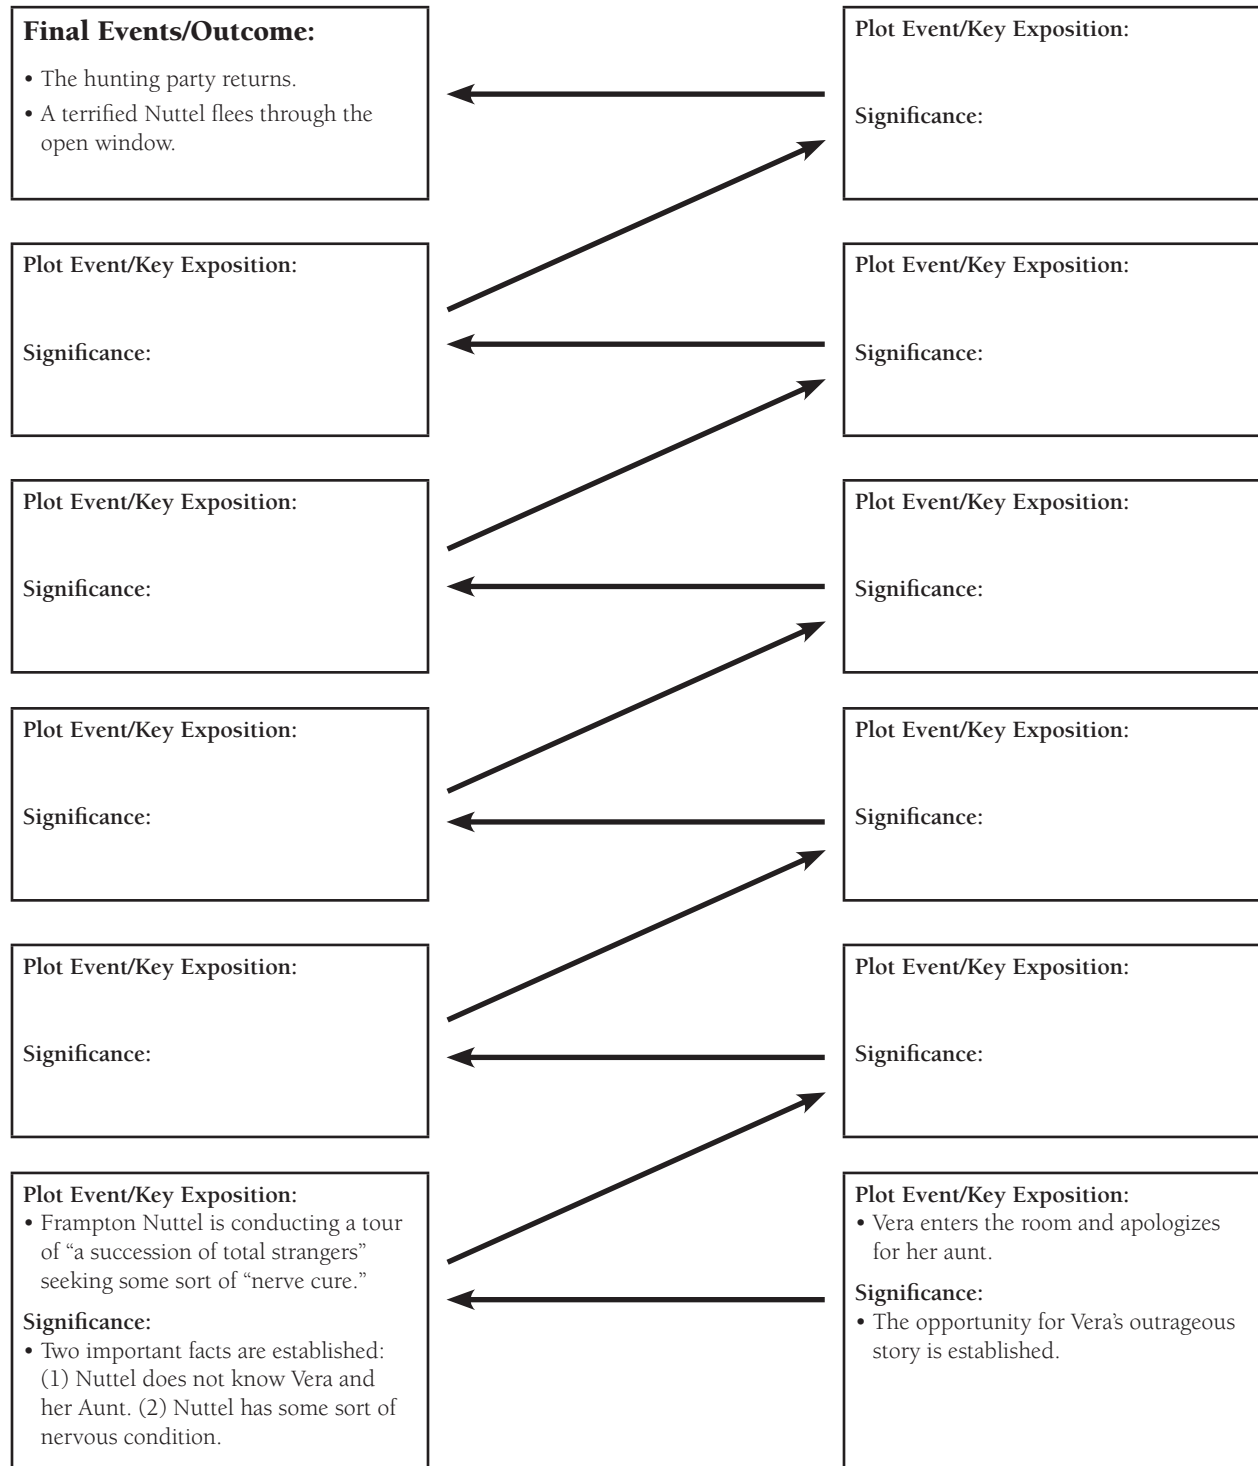 Final Events/Outcome:
• The hunting party returns.
• A terrified Nuttel flees through the
open window.
Plot Event/Key Exposition:
Significance:
Plot Event/Key Exposition:
Significance:
Plot Event/Key Exposition:
Significance:
Plot Event/Key Exposition:
Significance:
Plot Event/Key Exposition:
Significance:
Plot Event/Key Exposition:
Significance:
Plot Event/Key Exposition:
Significance:
Plot Event/Key Exposition:
Significance:
Plot Event/Key Exposition:
Significance:
Plot Event/Key Exposition:
• Frampton Nuttel is conducting a tour
of “a succession of total strangers”
seeking some sort of “nerve cure.”
Significance:
• Two important facts are established:
(1) Nuttel does not know Vera and
her Aunt. (2) Nuttel has some sort of
nervous condition.
Plot Event/Key Exposition:
• Vera enters the room and apologizes
for her aunt.
Significance:
• The opportunity for Vera’s outrageous
story is established.